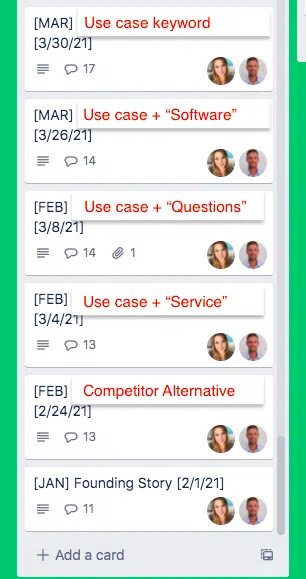 [MAR] Use case keyword
[3/30/21]
17
[MAR] Use case + “Software”
[3/26/21]
14
[FEB] Use case + “Questions”
[3/8/21]
14 1
[FEB] Use case + “Service”
[3/4/21]
13
[FEB] Competitor Alternative
[2/24/21]
13
[JAN] Founding Story [2/1/21]
11
+ Add a card